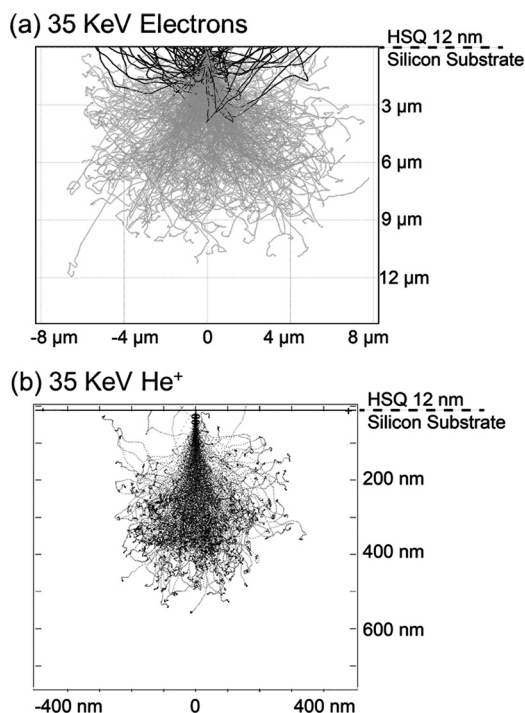 (a) 35 KeV Electrons
HSQ 12 nm
Silicon Substrate
3 μm
6 μm
9 μm
12 μm
-8 μm -4 μm 0 4 μm 8 μm
(b) 35 KeV He⁺
HSQ 12 nm
Silicon Substrate
200 nm
400 nm
600 nm
-400 nm 0 400 nm